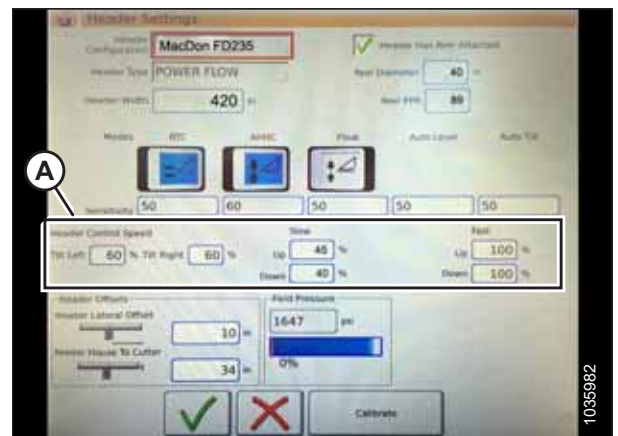 Header Settings
Header Configuration MacDon FD235 Header Has Reel Attached
Header Type POWER FLOW Reel Diameter 40 in
Header Width 420 in Reel PPR 89
Modes RTC AHHC Float Auto Level Auto Tilt
Sensitivity 50 60 50 50 50
A
Header Control Speed Slow Fast
Tilt Left 60 % Tilt Right 60 % Up 45 % Up 100 %
Down 40 % Down 100 %
Header Offsets Field Pressure
Header Lateral Offset 10 in 1647 psi
Feeder House To Cutter 34 in 0%
Calibrate
1035982